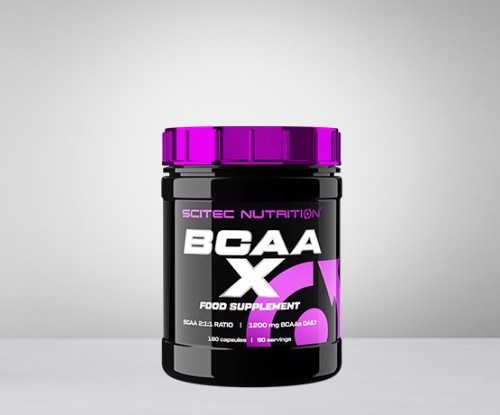 SCITEC NUTRITION
BCAA
X
FOOD SUPPLEMENT
BCAA 2:1:1 RATIO | 1200 mg BCAAs DAILY
180 capsules | 90 servings